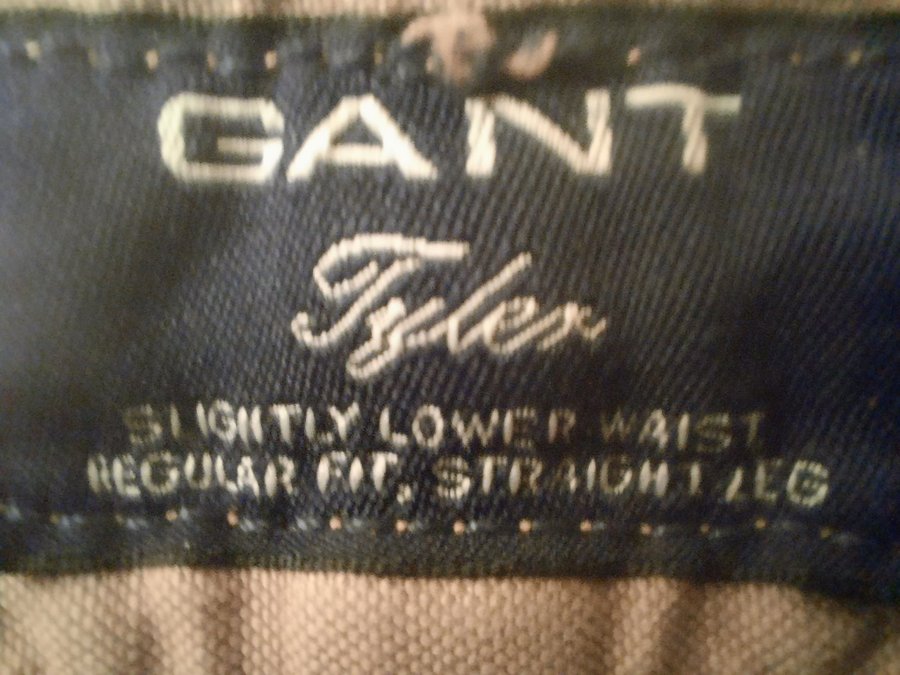 GANT
Tyler
SLIGHTLY LOWER WAIST
REGULAR FIT, STRAIGHT LEG